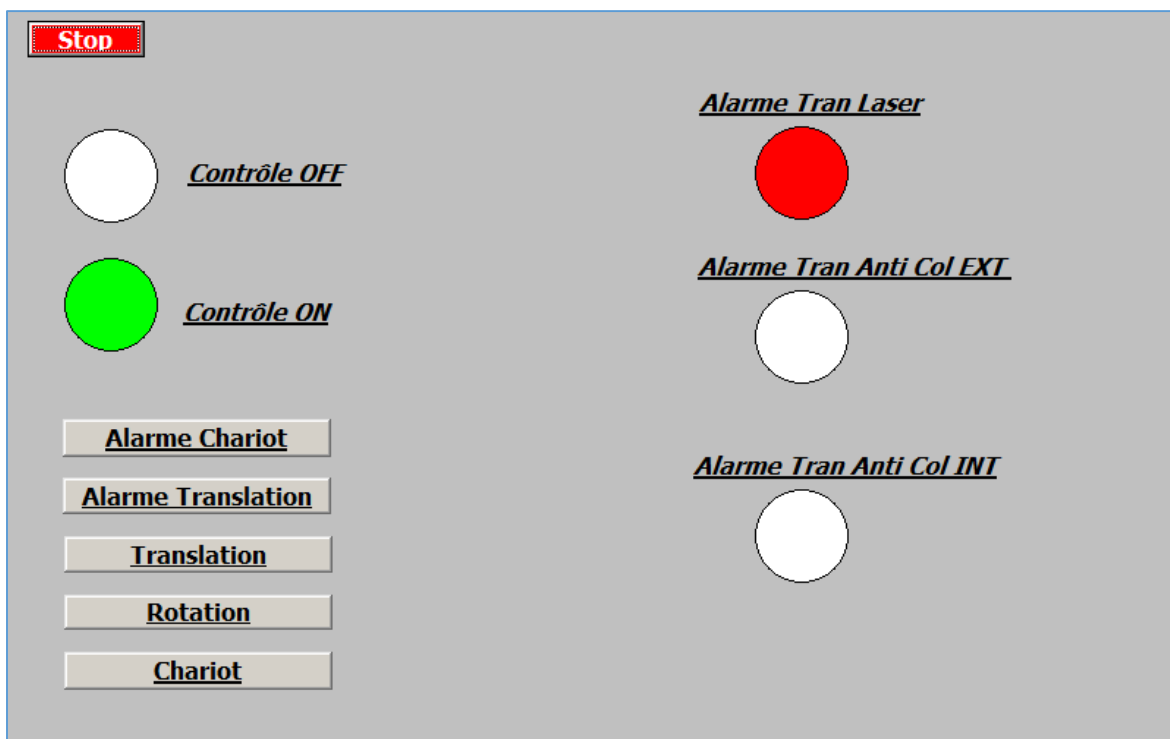 Stop
Contrôle OFF
Contrôle ON
Alarme Chariot
Alarme Translation
Translation
Rotation
Chariot
Alarme Tran Laser
Alarme Tran Anti Col EXT
Alarme Tran Anti Col INT